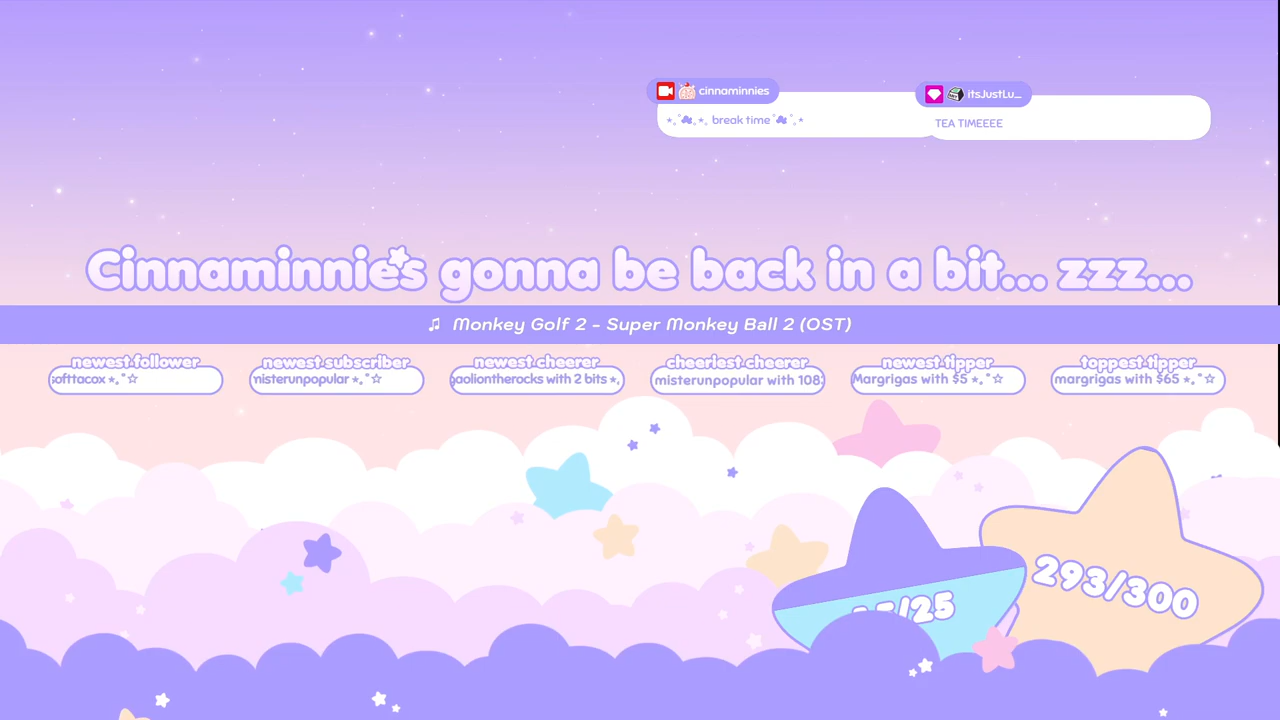 cinnaminnies
break time
itsJustLu_
TEA TIMEEEE
Cinnaminnie's gonna be back in a bit... zzz...
♫ Monkey Golf 2 - Super Monkey Ball 2 (OST)
newest follower
softtacox ⋆｡˚☆
newest subscriber
misterunpopular ⋆｡˚☆
newest cheerer
gaoliontherocks with 2 bits ⋆｡
cheeriest cheerer
misterunpopular with 108
newest tipper
Margrigas with $5 ⋆｡˚☆
toppest tipper
margrigas with $65 ⋆｡˚☆
293/300
/25